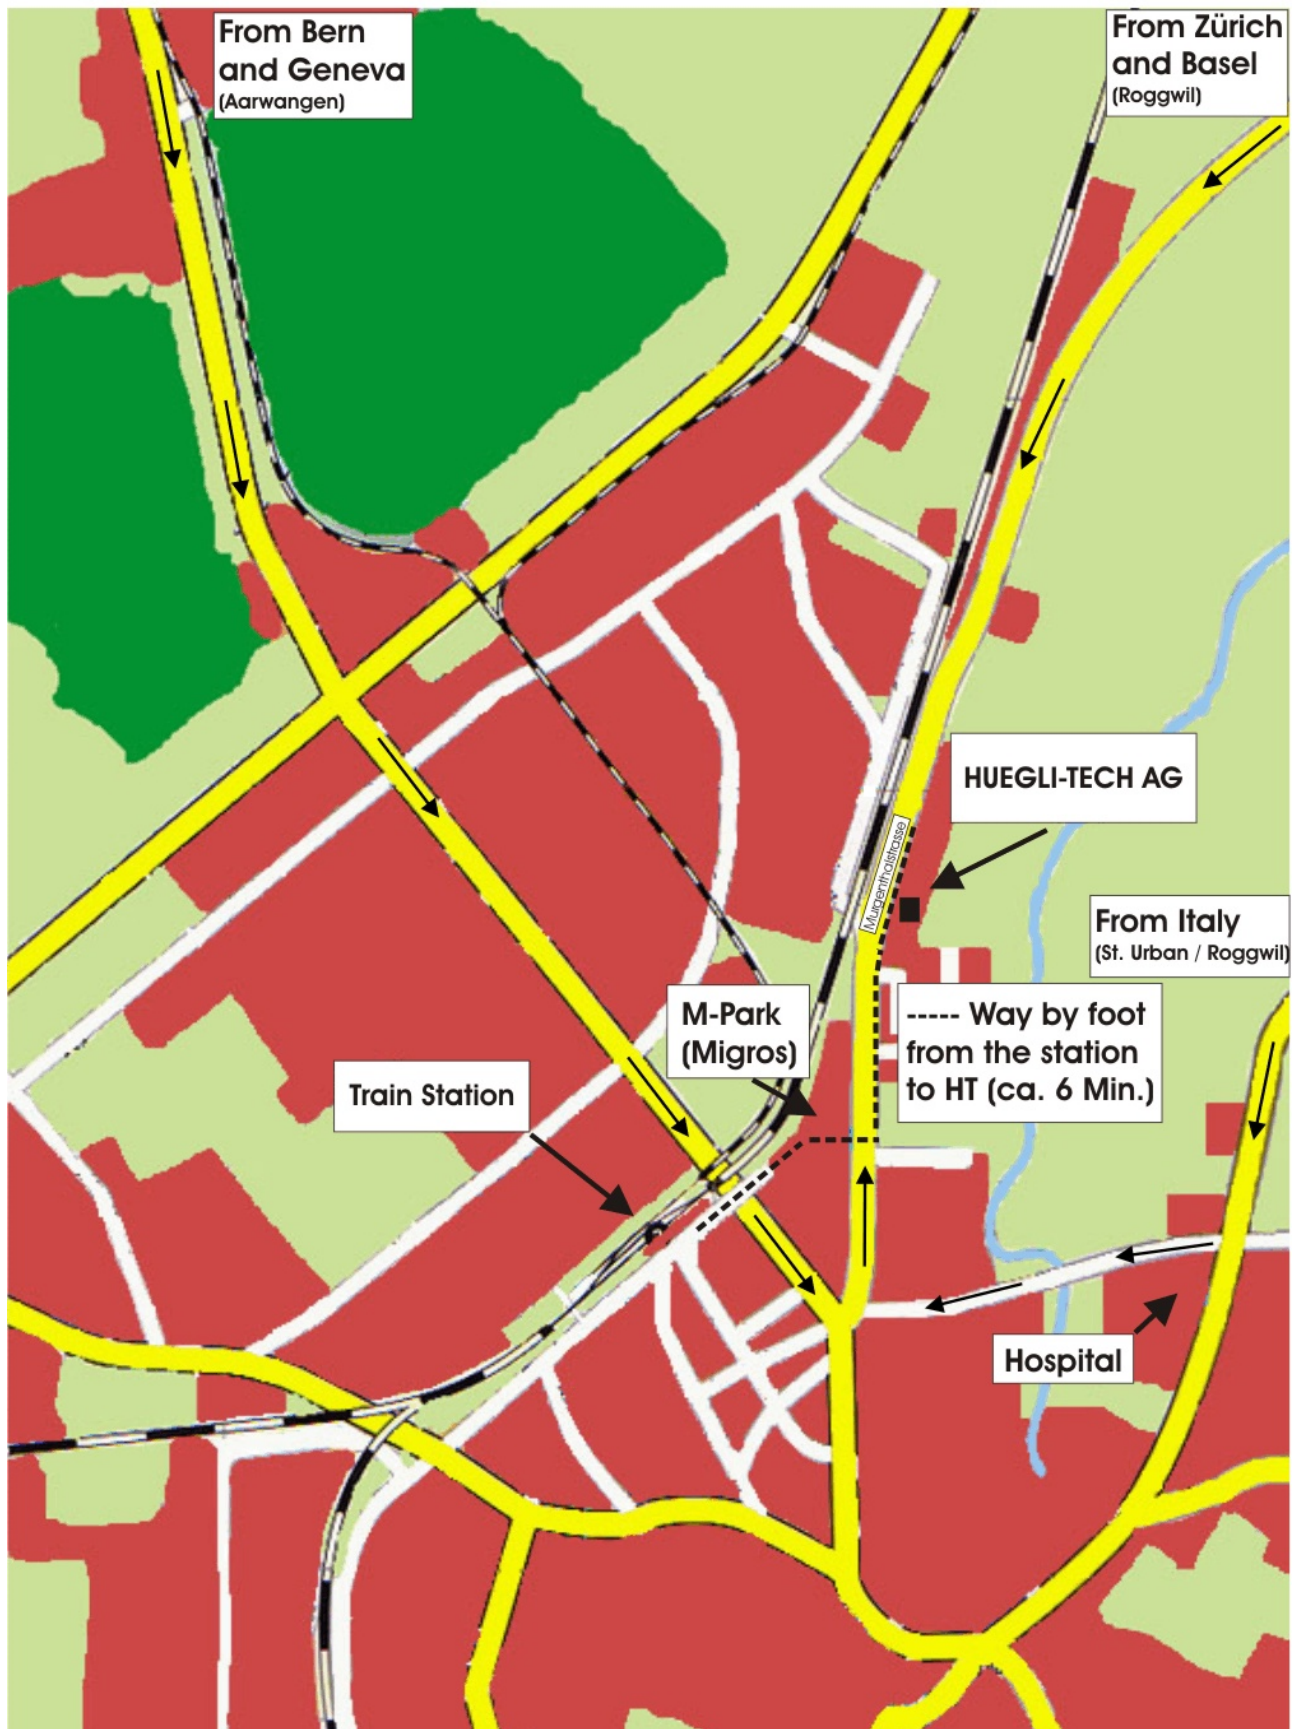 From Bern
and Geneva
(Aarwangen)
From Zürich
and Basel
(Roggwil)
HUEGLI-TECH AG
Murgenthalstrasse
From Italy
(St. Urban / Roggwil)
M-Park
(Migros)
----- Way by foot
from the station
to HT (ca. 6 Min.)
Train Station
Hospital